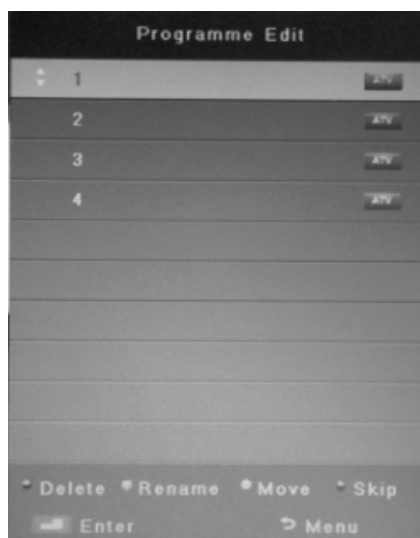 Programme Edit
1 ATV
2 ATV
3 ATV
4 ATV
Delete Rename Move Skip
Enter Menu